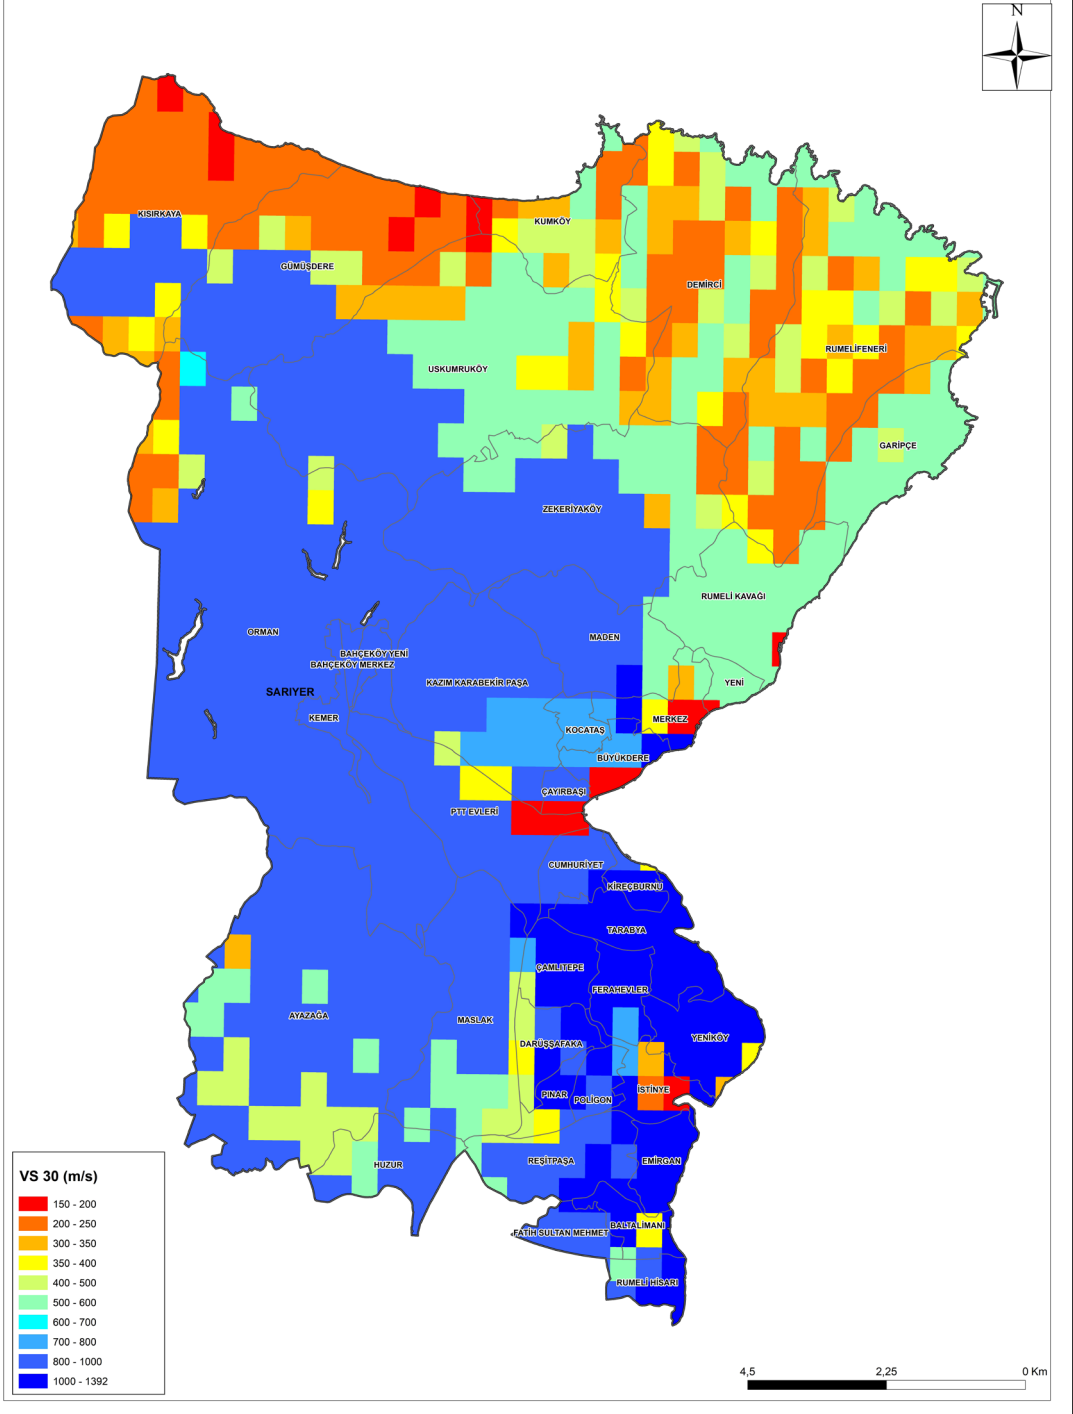 N
KISIRKAYA
KUMKÖY
GÜMÜŞDERE
DEMİRCİ
RUMELİFENERİ
USKUMRUKÖY
GARİPÇE
ZEKERİYAKÖY
RUMELİ KAVAĞI
ORMAN
MADEN
BAHÇEKÖY YENİ
BAHÇEKÖY MERKEZ
KAZIM KARABEKİR PAŞA
YENİ
SARIYER
KEMER
MERKEZ
KOCATAŞ
BÜYÜKDERE
ÇAYIRBAŞI
PTT EVLERİ
CUMHURİYET
KİREÇBURNU
TARABYA
ÇAMLITEPE
FERAHEVLER
AYAZAĞA
MASLAK
YENİKÖY
DARÜŞŞAFAKA
PINAR
POLİGON
İSTİNYE
HUZUR
REŞİTPAŞA
EMİRGAN
BALTALİMANI
FATİH SULTAN MEHMET
RUMELİ HİSARI
VS 30 (m/s)
150 - 200
200 - 250
300 - 350
350 - 400
400 - 500
500 - 600
600 - 700
700 - 800
800 - 1000
1000 - 1392
4,5 2,25 0 Km